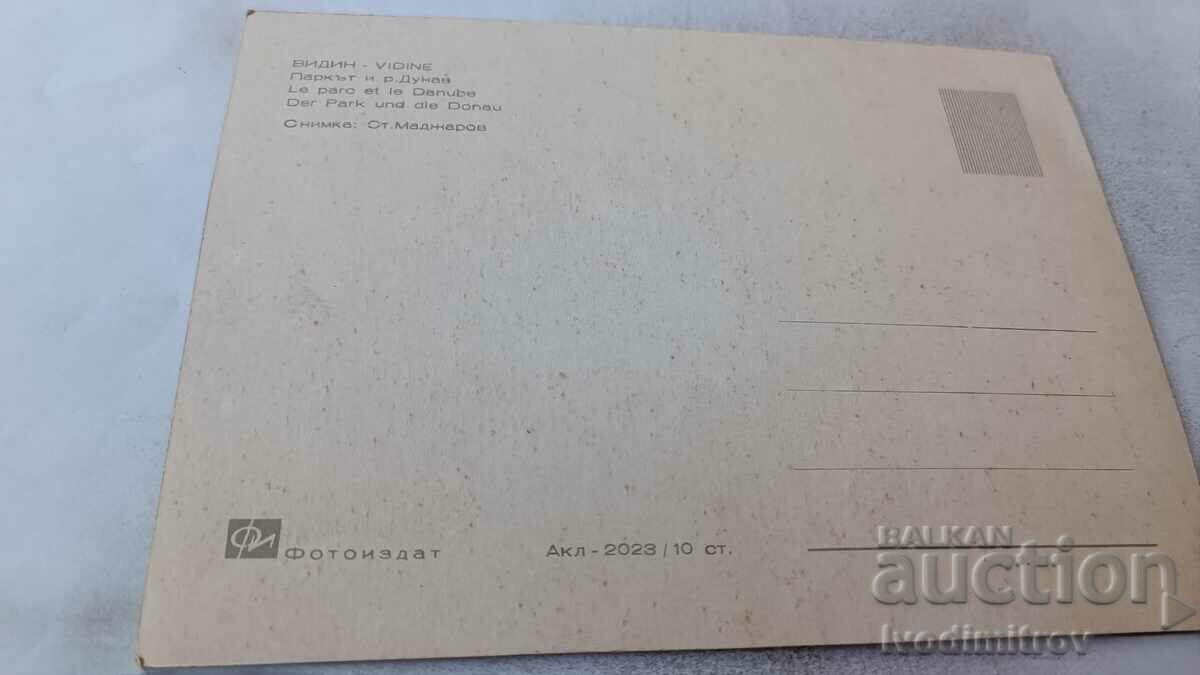 ВИДИН - VIDINE
Паркът и р.Дунав
Le parc et le Danube
Der Park und die Donau
Снимка: Ст.Маджаров
ФИ Фотоиздат
Акл - 2023 / 10 ст.
BALKAN
auction
Ivodimitrov